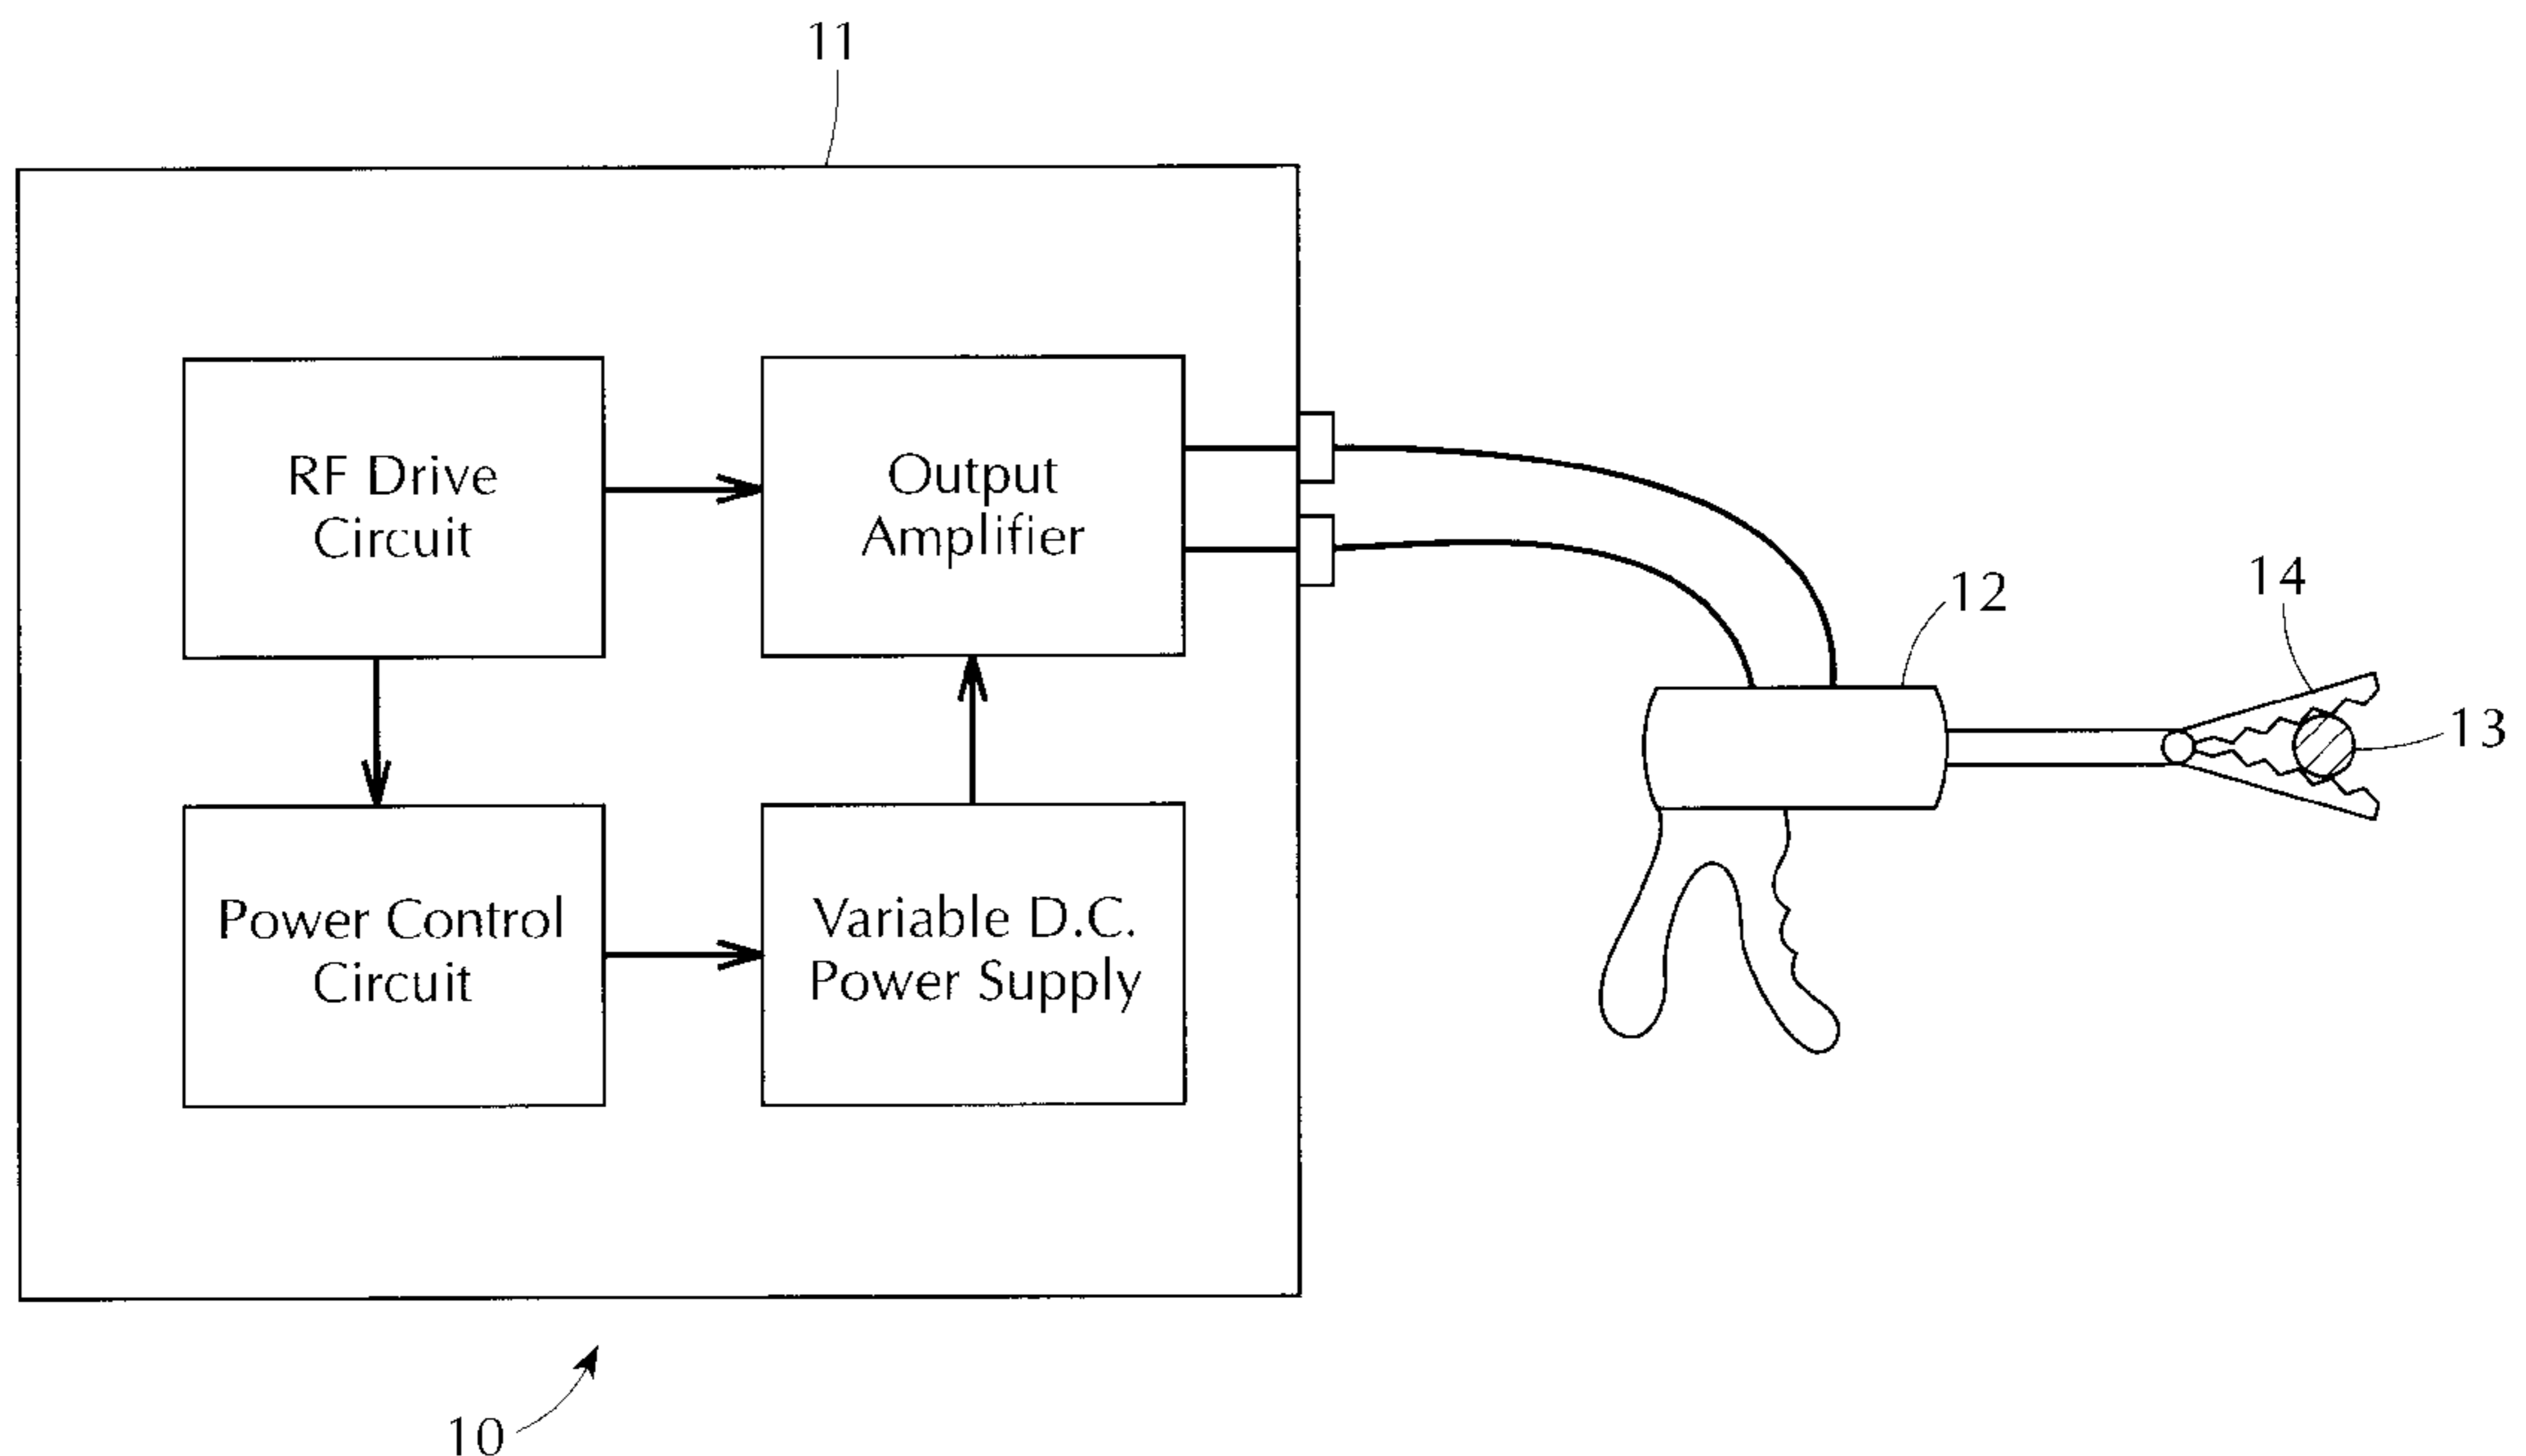 11
RF Drive
Circuit
Output
Amplifier
12
14
13
Power Control
Circuit
Variable D.C.
Power Supply
10